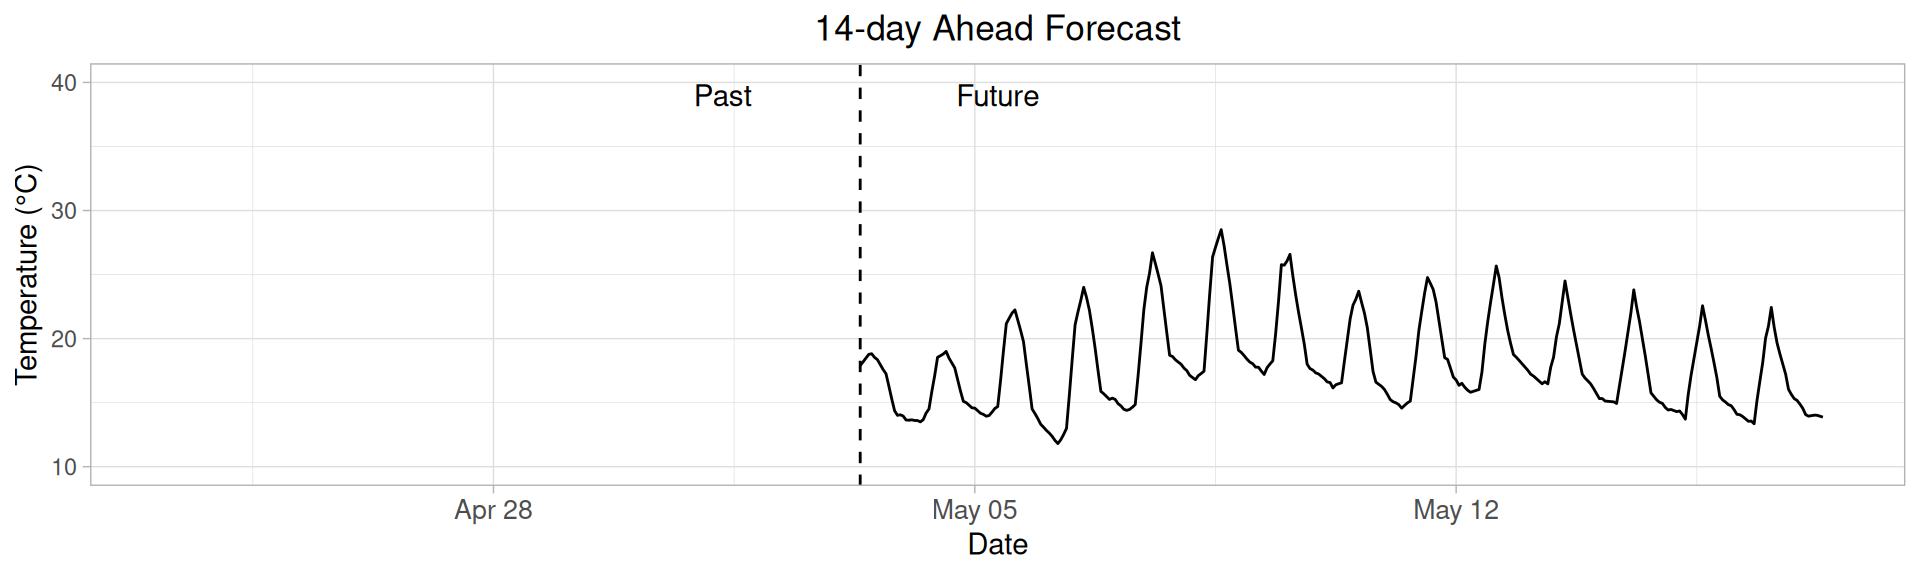 14-day Ahead Forecast
Past
Future
40
30
20
10
Temperature (°C)
Apr 28
May 05
May 12
Date